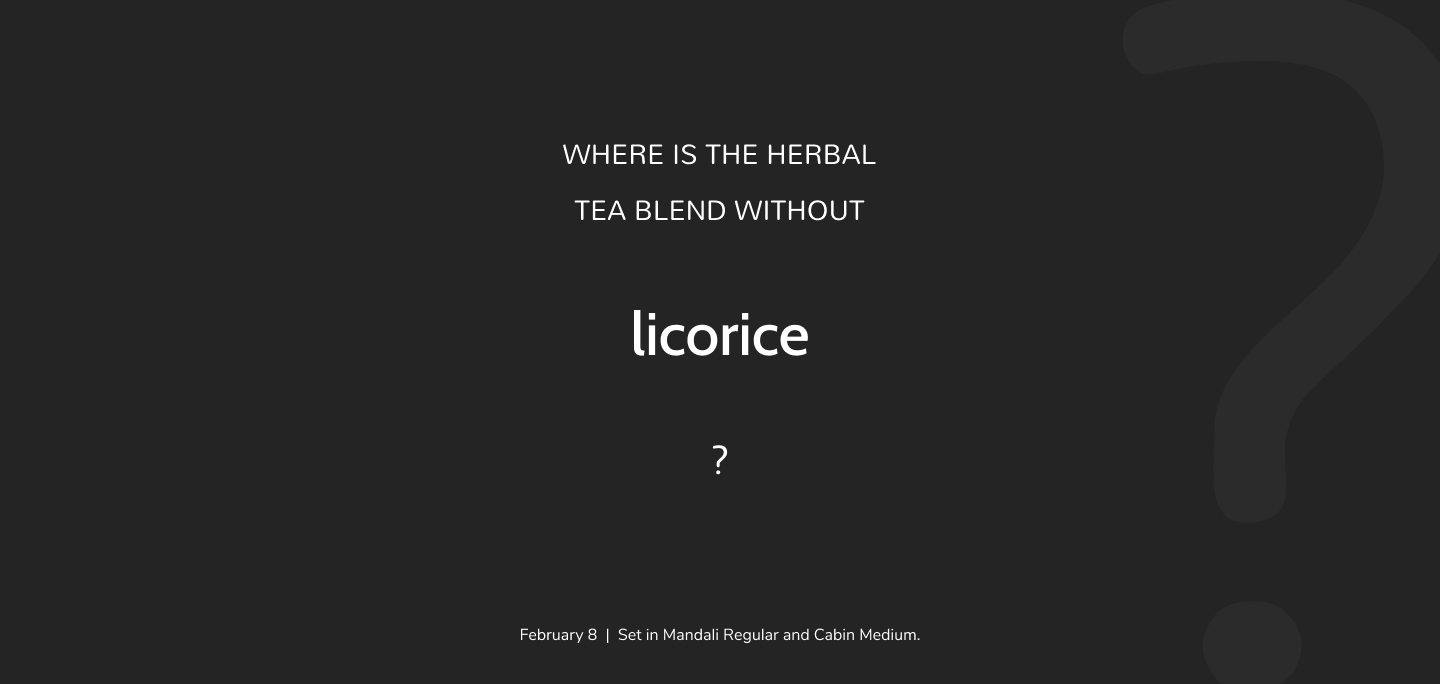 WHERE IS THE HERBAL
TEA BLEND WITHOUT
licorice
?
February 8 | Set in Mandali Regular and Cabin Medium.